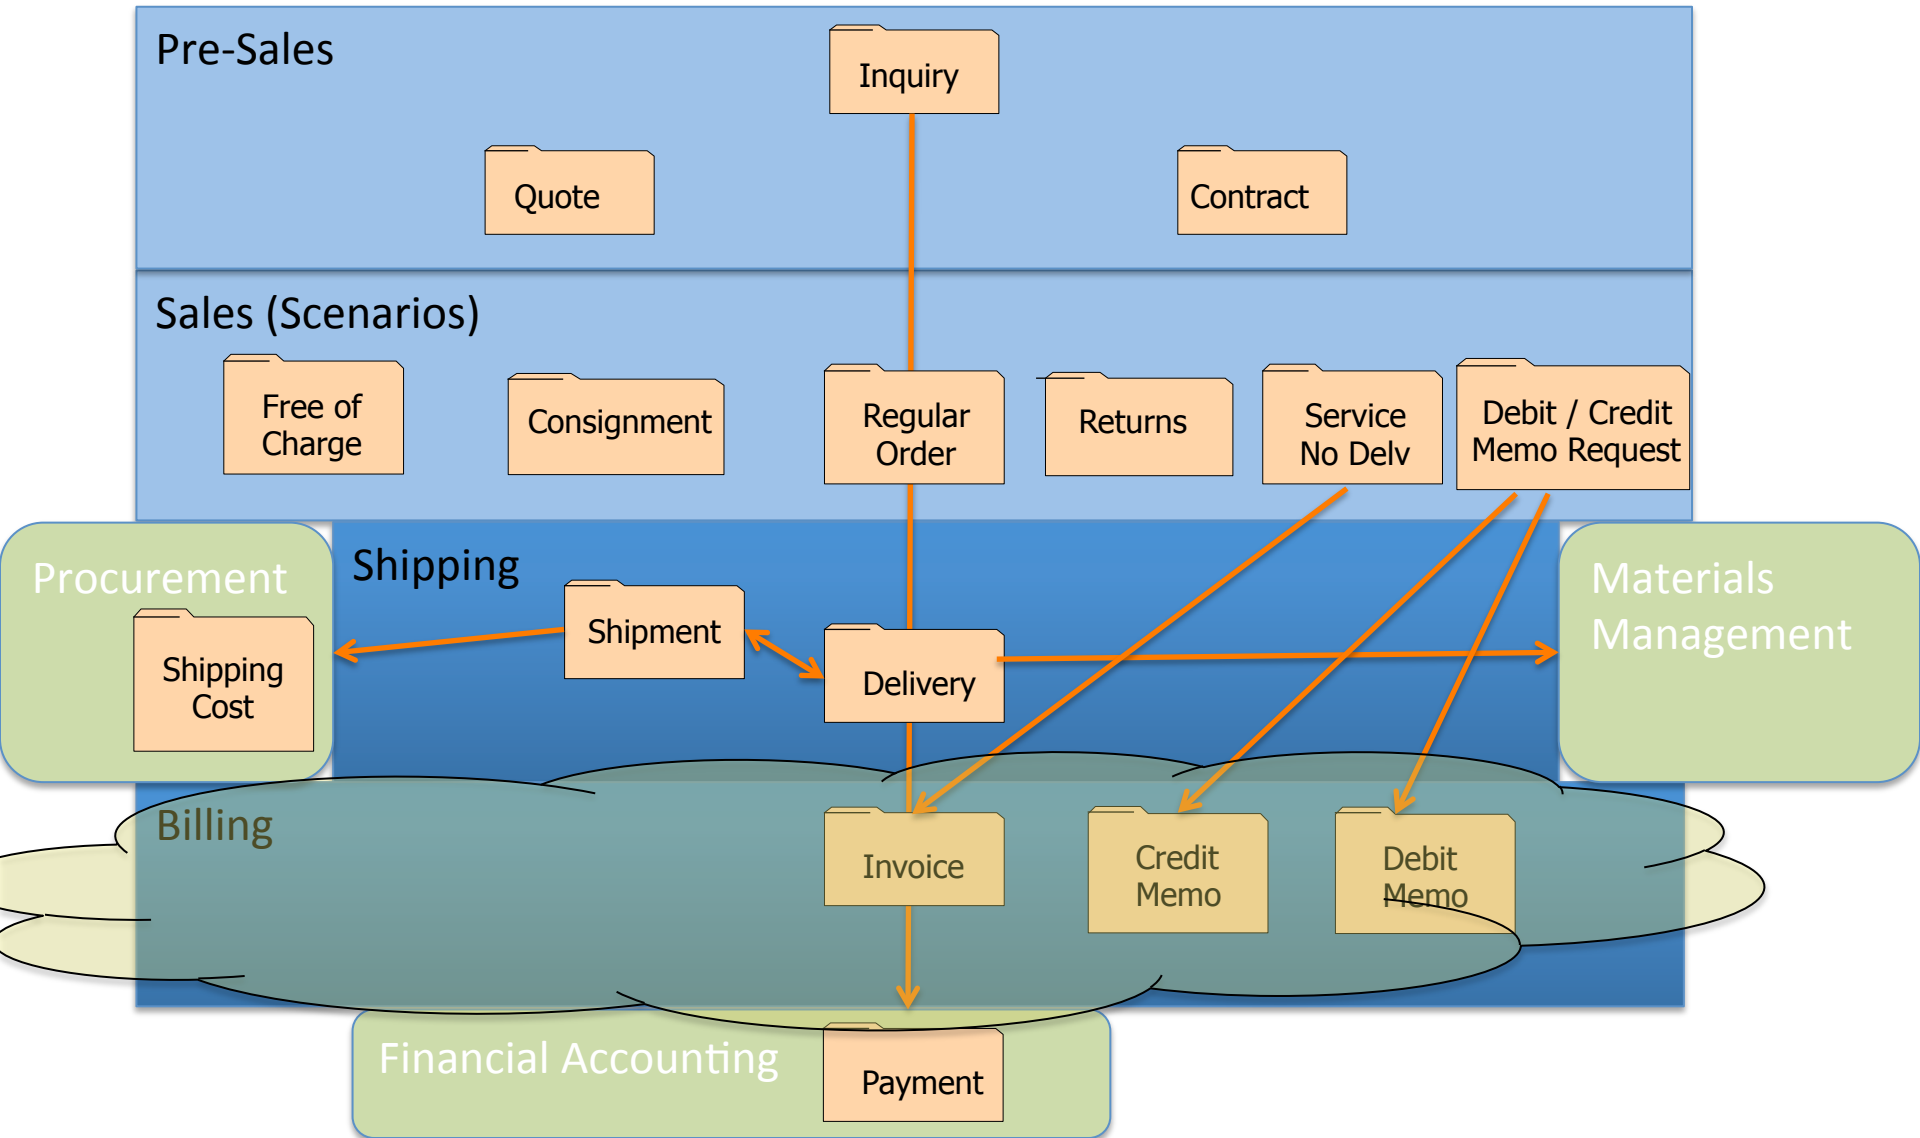 Pre-Sales
Inquiry
Quote
Contract
Sales (Scenarios)
Free of
Charge
Consignment
Regular
Order
Returns
Service
No Delv
Debit / Credit
Memo Request
Procurement
Shipping
Cost
Shipping
Shipment
Delivery
Materials
Management
Billing
Invoice
Credit
Memo
Debit
Memo
Financial Accounting
Payment